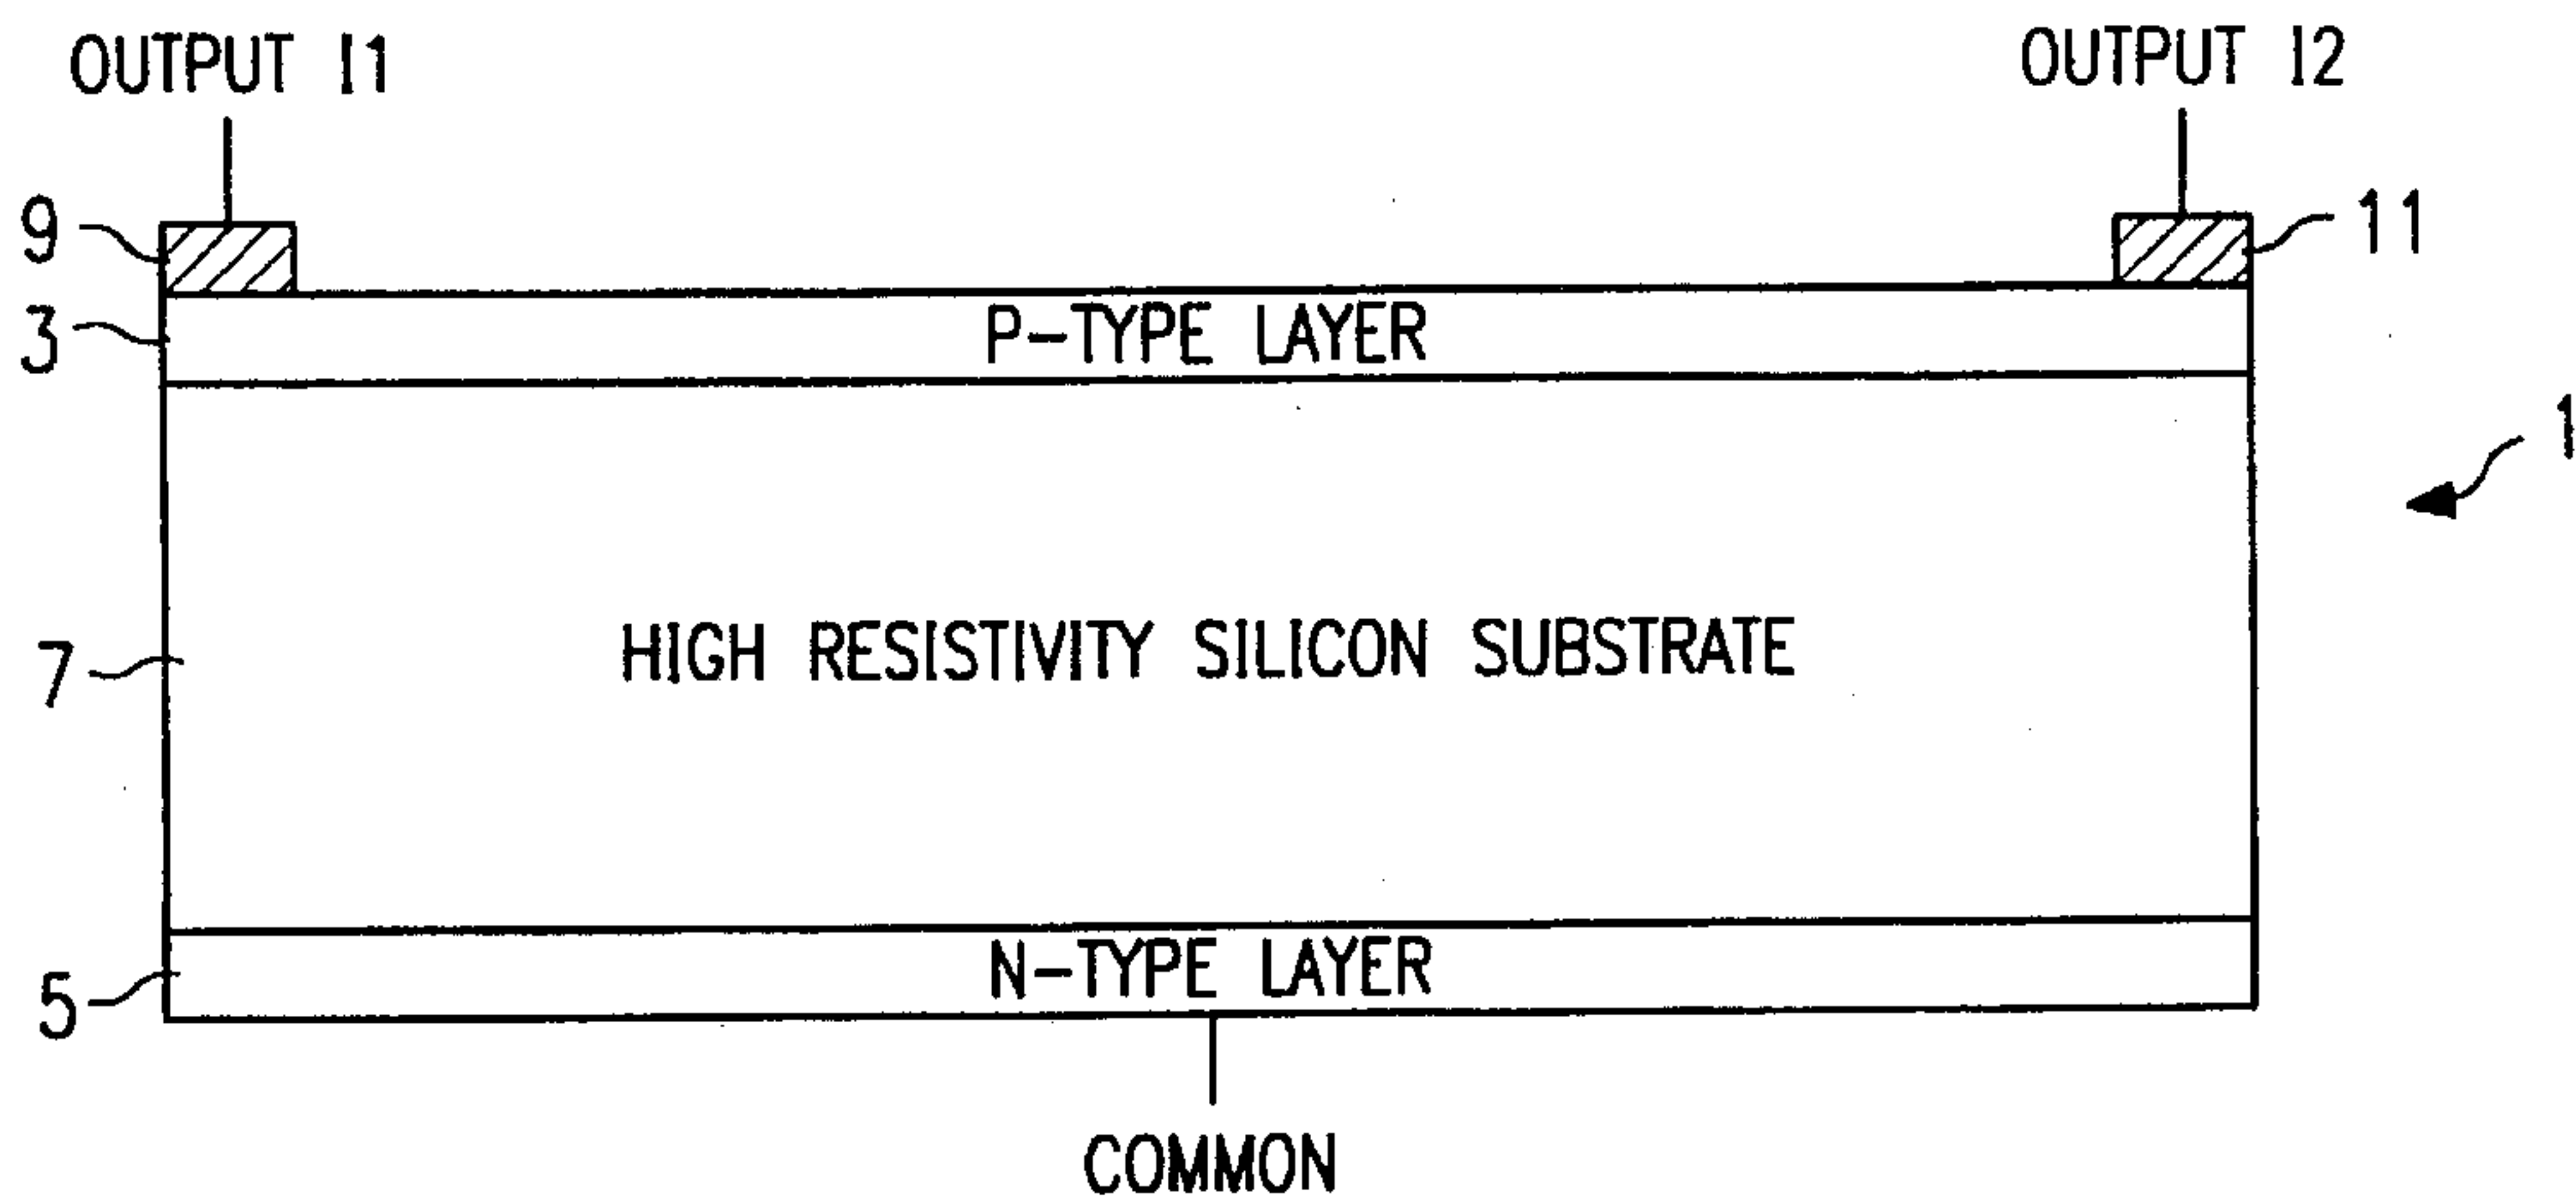 OUTPUT I1
OUTPUT I2
9
11
3
P-TYPE LAYER
1
7
HIGH RESISTIVITY SILICON SUBSTRATE
5
N-TYPE LAYER
COMMON